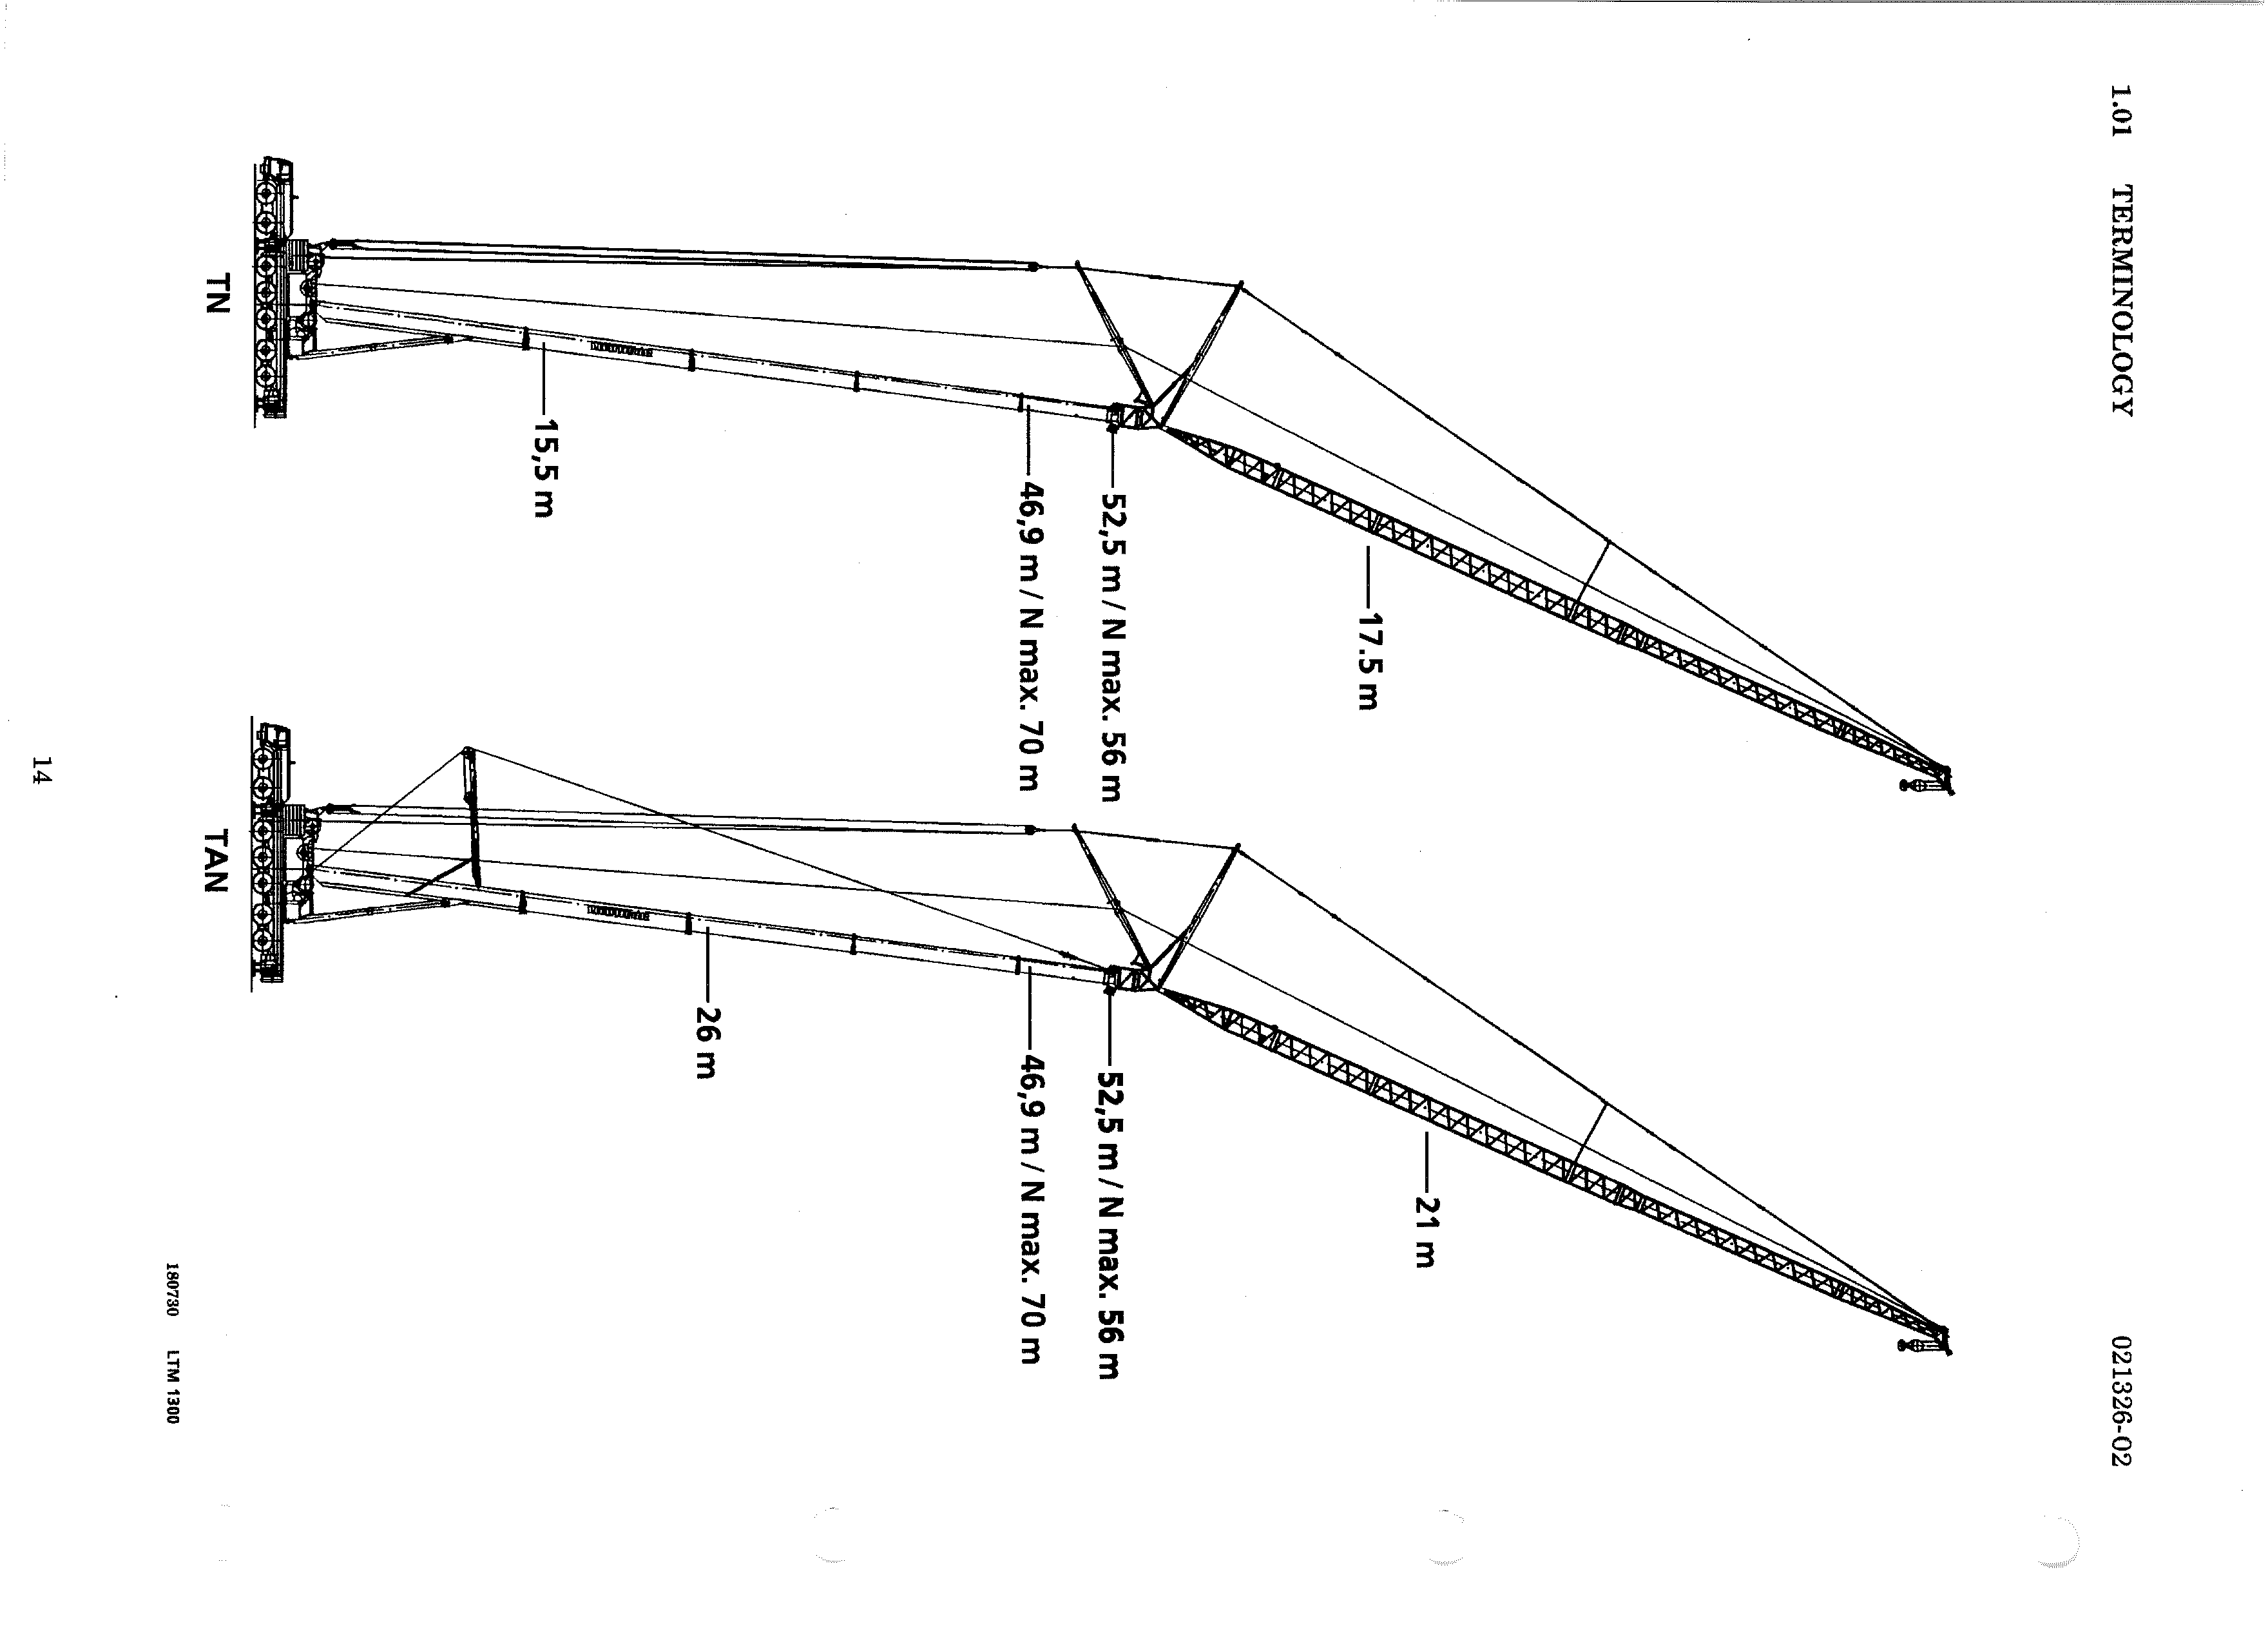 1.01 TERMINOLOGY 021326-02
17.5 m
21 m
52,5 m / N max. 56 m
52,5 m / N max. 56 m
46,9 m / N max. 70 m
46,9 m / N max. 70 m
26 m
15,5 m
TN
TAN
180730 LTM 1300
14